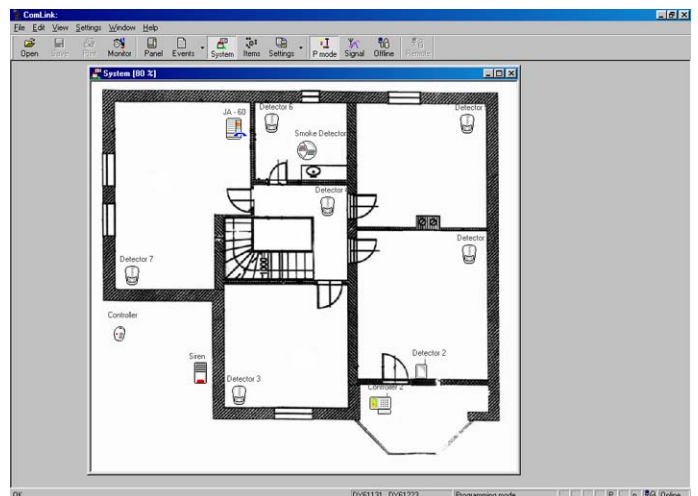 ComLink:
File Edit View Settings Window Help
Open Save Print Monitor Panel Events System Items Settings P mode Signal Offline Remote
System (80 %)
JA - 60
Detector 6
Detector
Smoke Detector
Detector
Detector
Detector 7
Controller
Siren
Detector 2
Detector 3
Controller 2
OK
DY61131, DY61223
Programming mode
P
Online